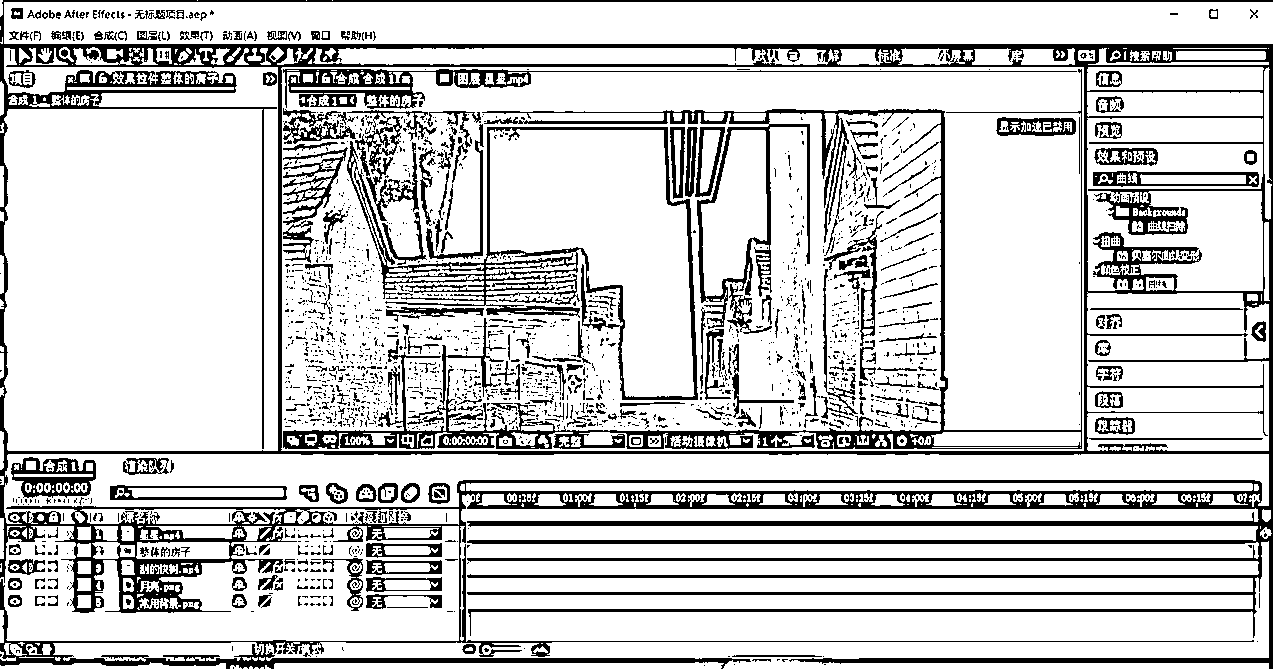 Adobe After Effects - 无标题项目.aep *
文件(F) 编辑(E) 合成(C) 图层(L) 效果(T) 动画(A) 视图(V) 窗口 帮助(H)
默认 了解 标准 小屏幕 库 搜索帮助
项目 效果控件 整体的房子
合成 1 • 整体的房子
合成 合成 1 图层 星星.mp4
合成 1 整体的房子
显示加速已禁用
信息
音频
预览
效果和预设
曲线
动画预设
Backgrounds
曲线扫除
扭曲
贝塞尔曲线变形
颜色校正
曲线
对齐
库
字符
段落
跟踪器
100% 0:00:00:00 完整 活动摄像机 1 个 +0.0
合成 1 渲染队列
0:00:00:00
00:15f 01:00f 01:15f 02:00f 02:15f 03:00f 03:15f 04:00f 04:15f 05:00f 05:15f 06:00f 06:15f 07:0
源名称 父级和链接
1 星星.mp4 无
2 整体的房子 无
3 .mp4 无
4 月亮.png 无
5 常用背景.png 无
切换开关/模式